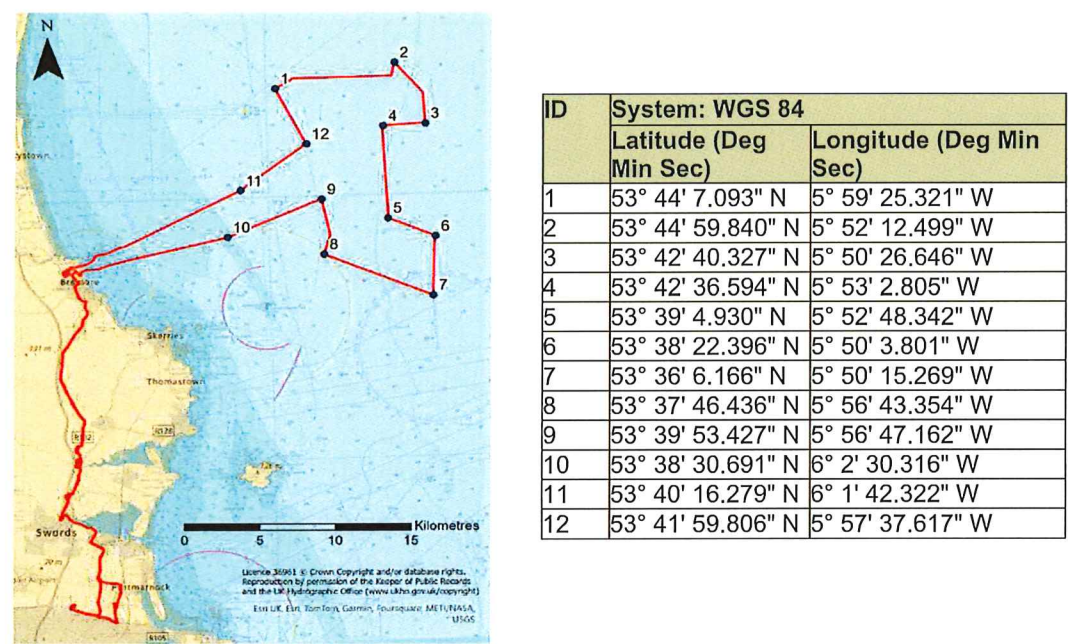 N
2
1
3
4
12
tystown
11
9
10
5
6
8
7
Skerries
Thomastown
R128
Swords
Kilometres
0 5 10 15
Portmarnock
Licence 36961 © Crown Copyright and/or database rights.
Reproduction by permission of the Keeper of Public Records
and the UK Hydrographic Office (www.ukho.gov.uk/copyright)
Esri UK, Esri, TomTom, Garmin, Foursquare, METI/NASA,
USGS
R105
ID System: WGS 84
Latitude (Deg Min Sec) Longitude (Deg Min Sec)
1 53° 44' 7.093" N 5° 59' 25.321" W
2 53° 44' 59.840" N 5° 52' 12.499" W
3 53° 42' 40.327" N 5° 50' 26.646" W
4 53° 42' 36.594" N 5° 53' 2.805" W
5 53° 39' 4.930" N 5° 52' 48.342" W
6 53° 38' 22.396" N 5° 50' 3.801" W
7 53° 36' 6.166" N 5° 50' 15.269" W
8 53° 37' 46.436" N 5° 56' 43.354" W
9 53° 39' 53.427" N 5° 56' 47.162" W
10 53° 38' 30.691" N 6° 2' 30.316" W
11 53° 40' 16.279" N 6° 1' 42.322" W
12 53° 41' 59.806" N 5° 57' 37.617" W